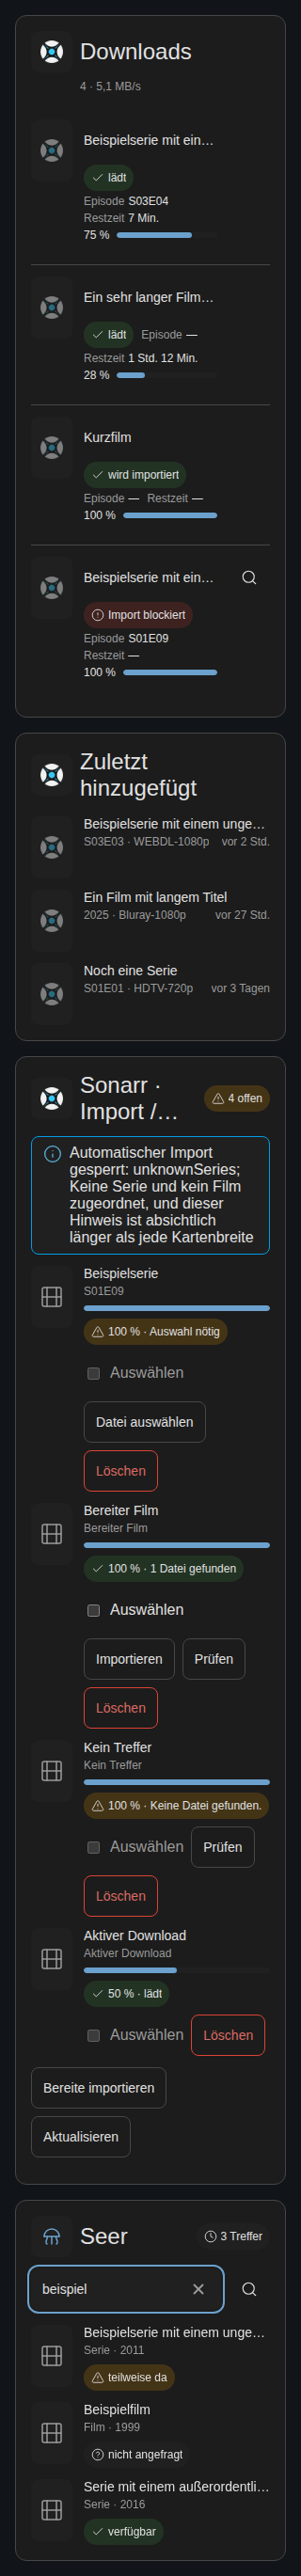 Downloads
4 · 5,1 MB/s
Beispielserie mit ein…
lädt
Episode S03E04
Restzeit 7 Min.
75 %
Ein sehr langer Film…
lädt Episode —
Restzeit 1 Std. 12 Min.
28 %
Kurzfilm
wird importiert
Episode — Restzeit —
100 %
Beispielserie mit ein…
Import blockiert
Episode S01E09
Restzeit —
100 %
Zuletzt
hinzugefügt
Beispielserie mit einem unge…
S03E03 · WEBDL-1080p vor 2 Std.
Ein Film mit langem Titel
2025 · Bluray-1080p vor 27 Std.
Noch eine Serie
S01E01 · HDTV-720p vor 3 Tagen
Sonarr ·
Import /…
4 offen
Automatischer Import
gesperrt: unknownSeries;
Keine Serie und kein Film
zugeordnet, und dieser
Hinweis ist absichtlich
länger als jede Kartenbreite
Beispielserie
S01E09
100 % · Auswahl nötig
Auswählen
Datei auswählen
Löschen
Bereiter Film
Bereiter Film
100 % · 1 Datei gefunden
Auswählen
Importieren Prüfen
Löschen
Kein Treffer
Kein Treffer
100 % · Keine Datei gefunden.
Auswählen Prüfen
Löschen
Aktiver Download
Aktiver Download
50 % · lädt
Auswählen Löschen
Bereite importieren
Aktualisieren
Seer 3 Treffer
beispiel
Beispielserie mit einem unge…
Serie · 2011
teilweise da
Beispielfilm
Film · 1999
nicht angefragt
Serie mit einem außerordentli…
Serie · 2016
verfügbar